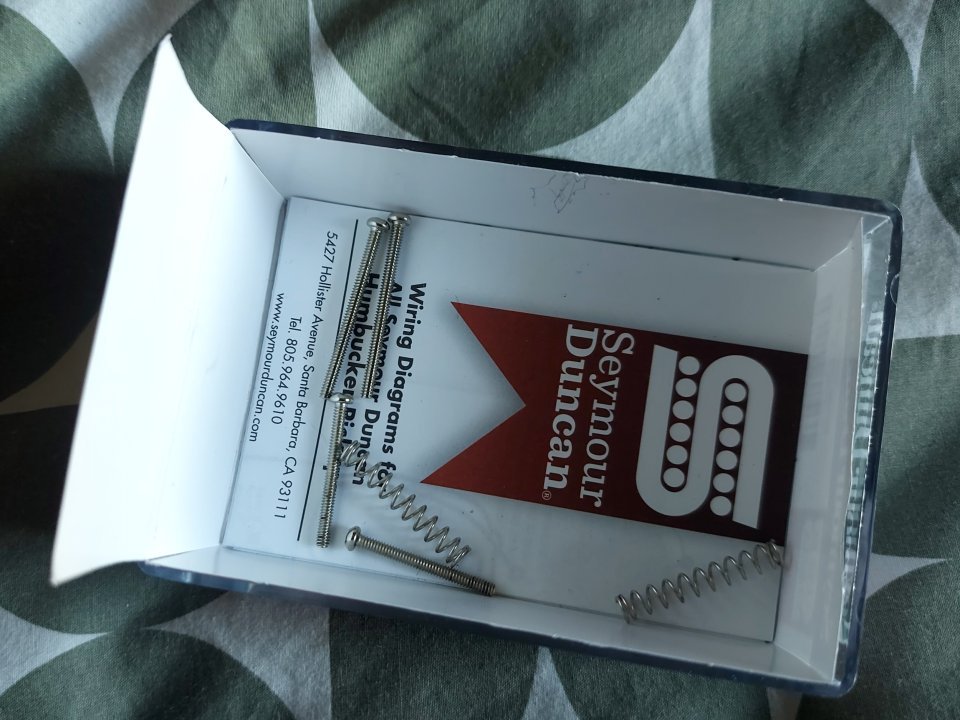 Seymour
Duncan®
Wiring Diagrams for
All Seymour Duncan
Humbucker
5427 Hollister Avenue, Santa Barbara, CA 93111
Tel. 805.964.9610
www.seymourduncan.com